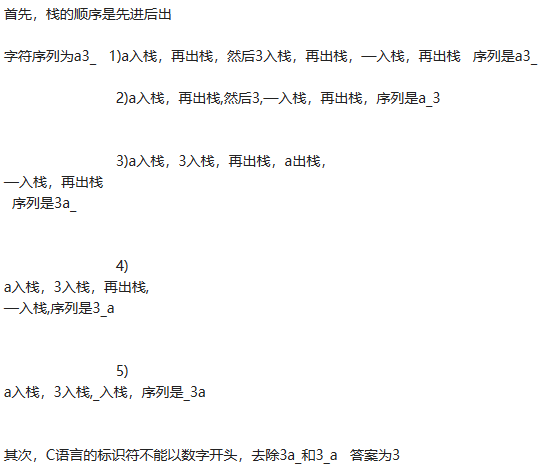 首先，栈的顺序是先进后出
字符序列为a3_ 1)a入栈，再出栈，然后3入栈，再出栈，—入栈，再出栈 序列是a3_
2)a入栈，再出栈,然后3,—入栈，再出栈，序列是a_3
3)a入栈，3入栈，再出栈，a出栈，
—入栈，再出栈
序列是3a_
4)
a入栈，3入栈，再出栈,
—入栈,序列是3_a
5)
a入栈，3入栈,_入栈，序列是_3a
其次，C语言的标识符不能以数字开头，去除3a_和3_a 答案为3